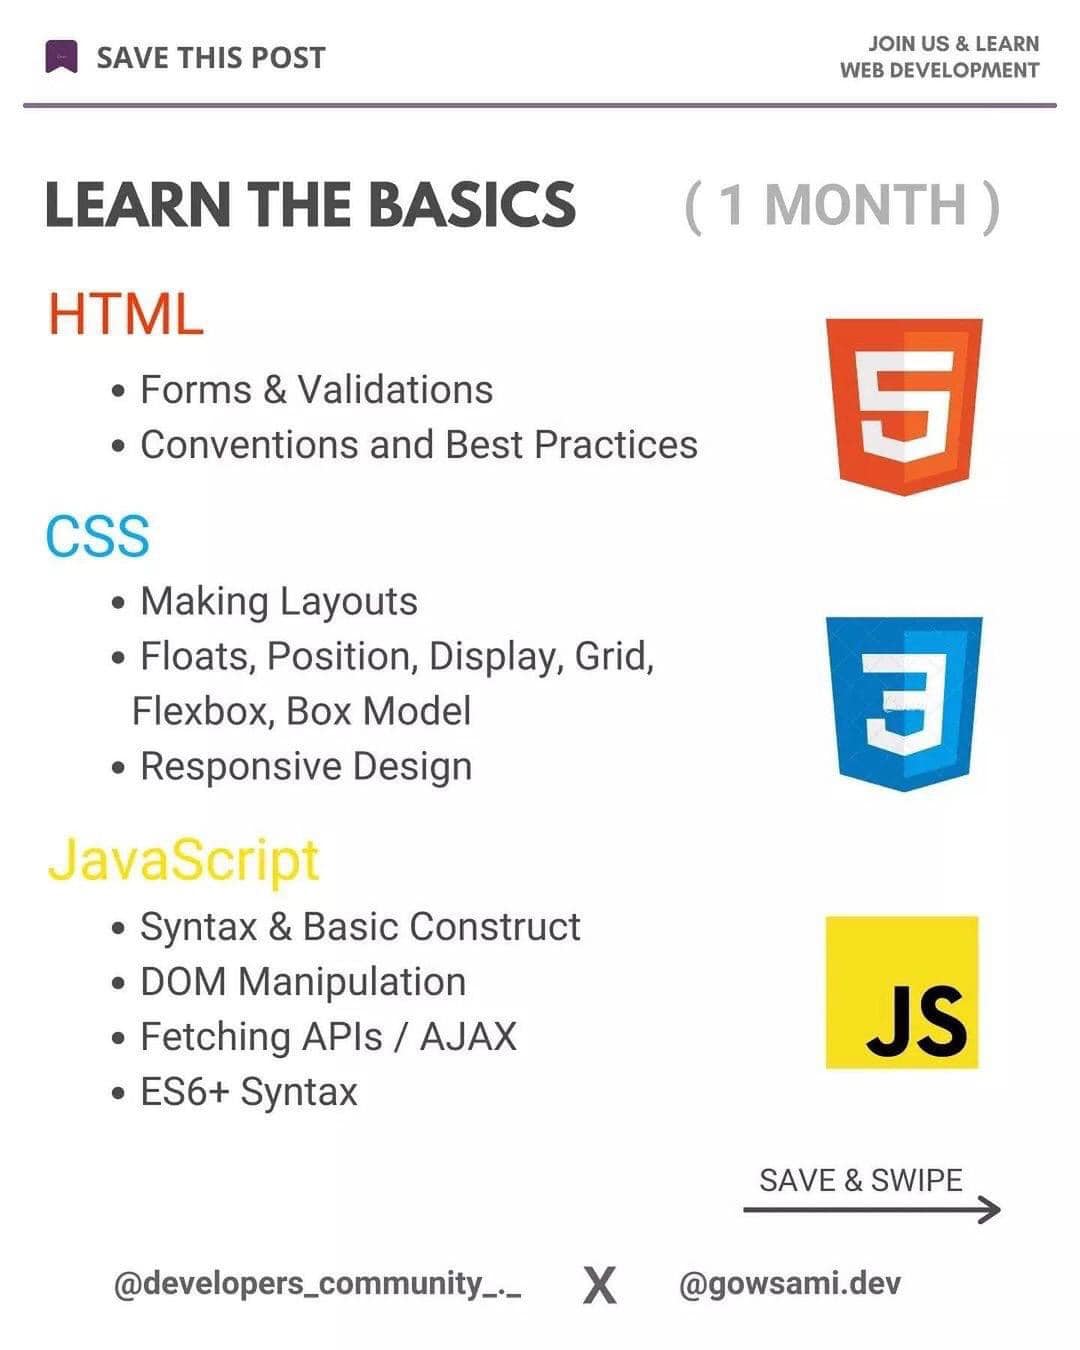 SAVE THIS POST
JOIN US & LEARN
WEB DEVELOPMENT
LEARN THE BASICS ( 1 MONTH )
HTML
• Forms & Validations
• Conventions and Best Practices
5
CSS
• Making Layouts
• Floats, Position, Display, Grid,
Flexbox, Box Model
• Responsive Design
3
JavaScript
• Syntax & Basic Construct
• DOM Manipulation
• Fetching APIs / AJAX
• ES6+ Syntax
JS
SAVE & SWIPE
@developers_community_._ X @gowsami.dev